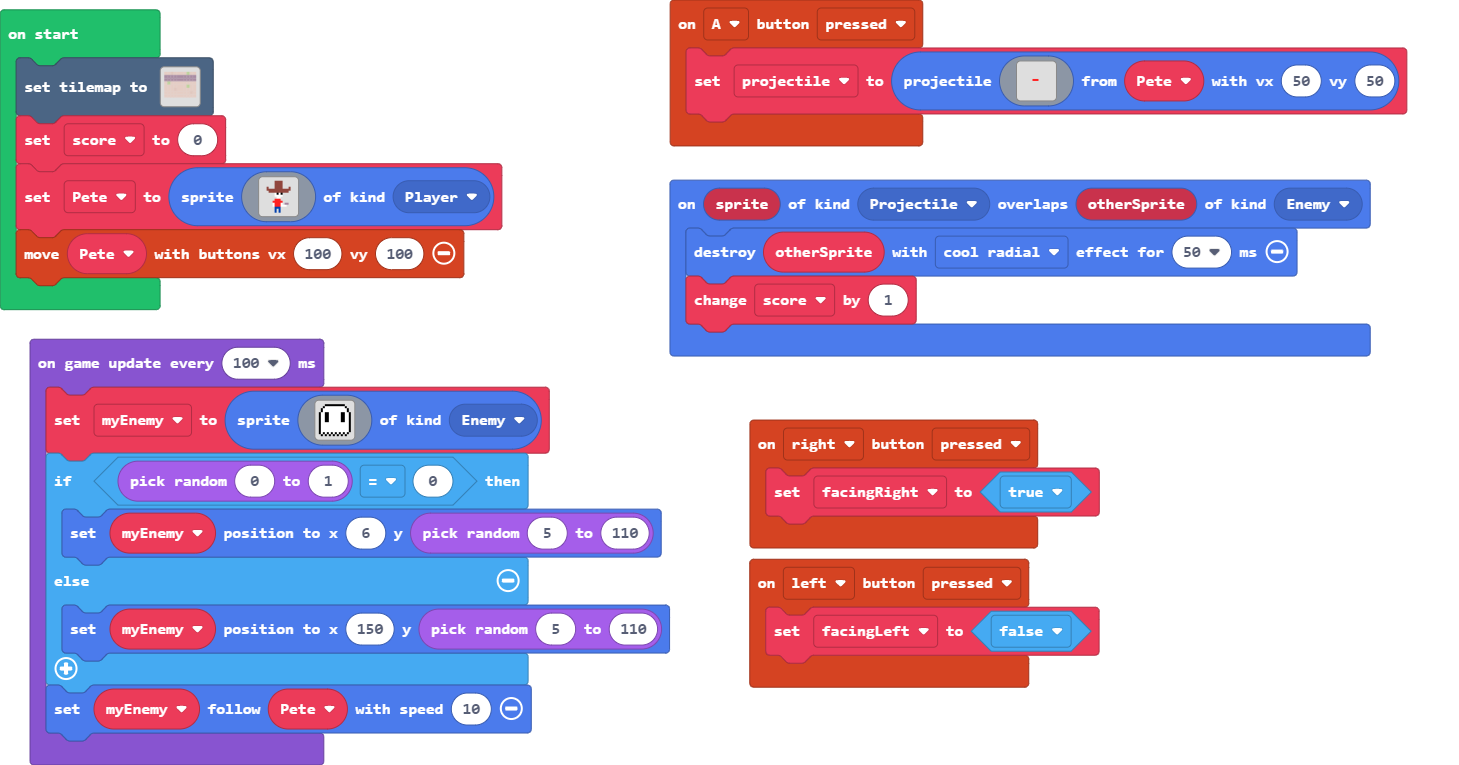 on start
set tilemap to
set score to 0
set Pete to sprite of kind Player
move Pete with buttons vx 100 vy 100
on game update every 100 ms
set myEnemy to sprite of kind Enemy
if pick random 0 to 1 = 0 then
set myEnemy position to x 6 y pick random 5 to 110
else
set myEnemy position to x 150 y pick random 5 to 110
set myEnemy follow Pete with speed 10
on A button pressed
set projectile to projectile from Pete with vx 50 vy 50
on sprite of kind Projectile overlaps otherSprite of kind Enemy
destroy otherSprite with cool radial effect for 50 ms
change score by 1
on right button pressed
set facingRight to true
on left button pressed
set facingLeft to false